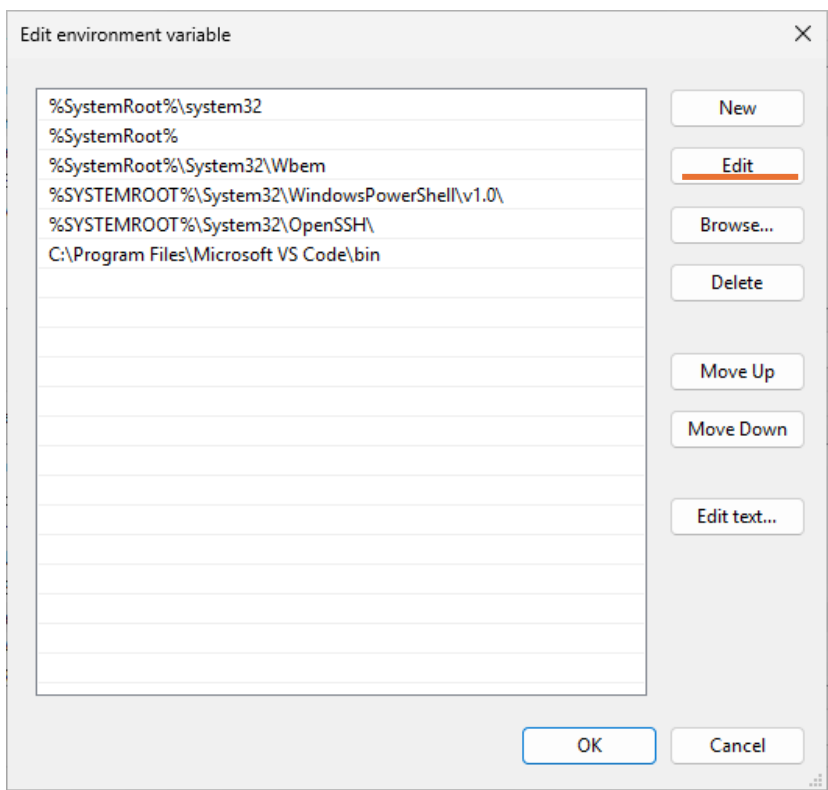 Edit environment variable
%SystemRoot%\system32
%SystemRoot%
%SystemRoot%\System32\Wbem
%SYSTEMROOT%\System32\WindowsPowerShell\v1.0\
%SYSTEMROOT%\System32\OpenSSH\
C:\Program Files\Microsoft VS Code\bin
New
Edit
Browse...
Delete
Move Up
Move Down
Edit text...
OK
Cancel